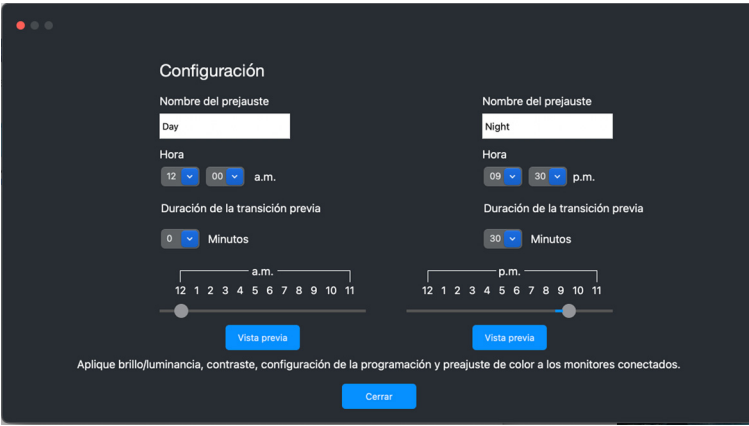 Configuración
Nombre del prejauste
Nombre del prejauste
Day
Night
Hora
Hora
12 00 a.m.
09 30 p.m.
Duración de la transición previa
Duración de la transición previa
0 Minutos
30 Minutos
a.m.
p.m.
12 1 2 3 4 5 6 7 8 9 10 11
12 1 2 3 4 5 6 7 8 9 10 11
Vista previa
Vista previa
Aplique brillo/luminancia, contraste, configuración de la programación y preajuste de color a los monitores conectados.
Cerrar